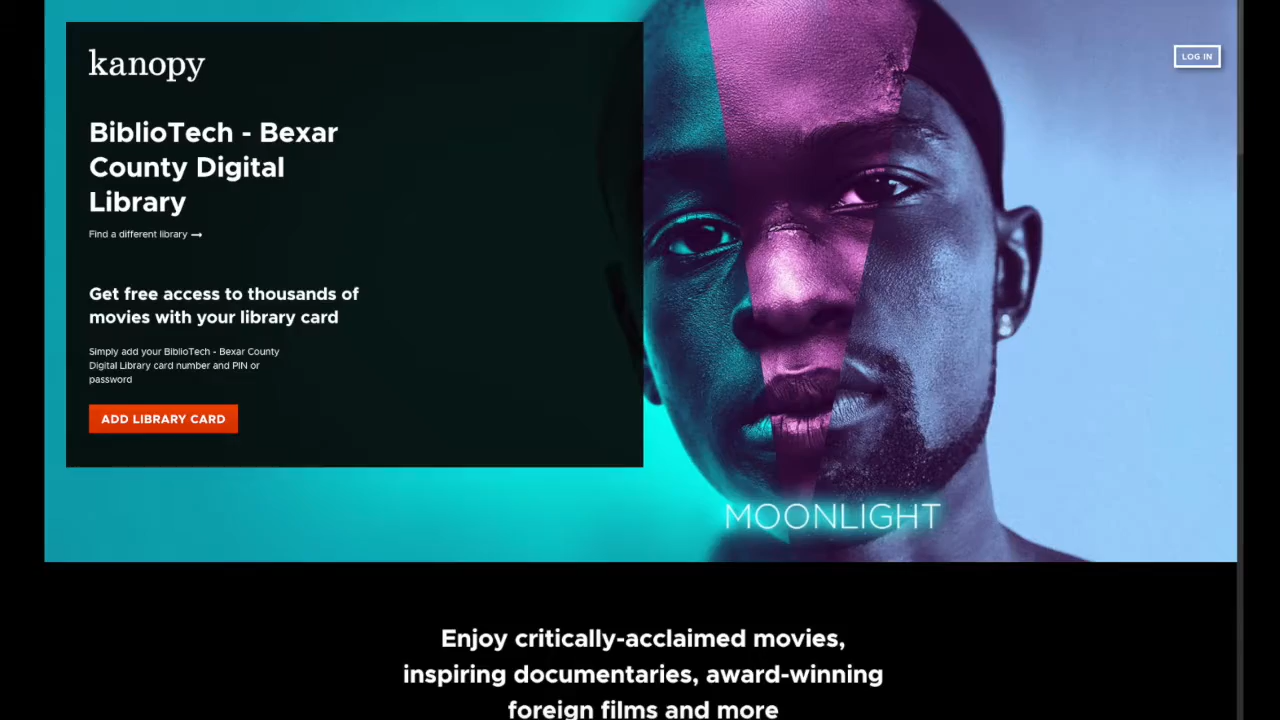 kanopy
LOG IN
BiblioTech - Bexar
County Digital
Library
Find a different library →
Get free access to thousands of
movies with your library card
Simply add your BiblioTech - Bexar County
Digital Library card number and PIN or
password
ADD LIBRARY CARD
MOONLIGHT
Enjoy critically-acclaimed movies,
inspiring documentaries, award-winning
foreign films and more